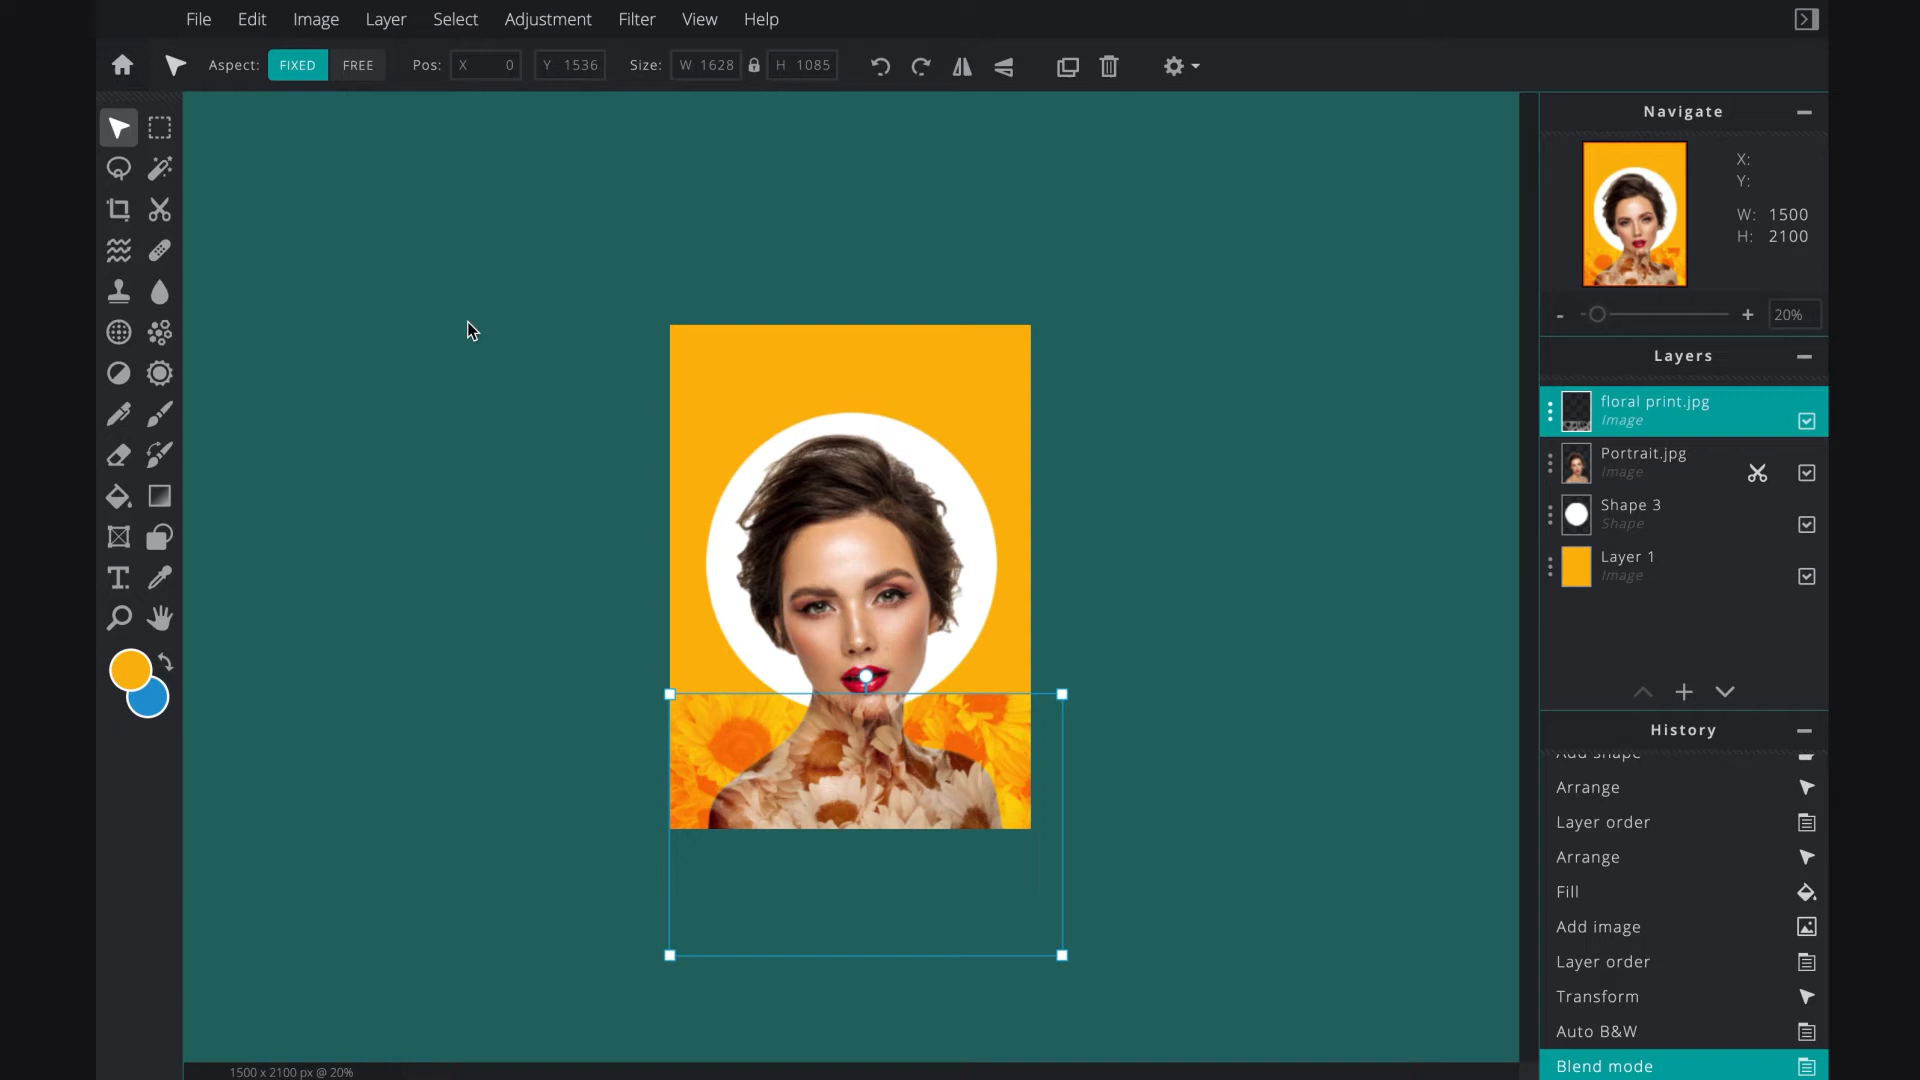 File Edit Image Layer Select Adjustment Filter View Help
Aspect: FIXED FREE Pos: X 0 Y 1536 Size: W 1628 H 1085
Navigate
X:
Y:
W: 1500
H: 2100
- + 20%
Layers
floral print.jpg
Image
Portrait.jpg
Image
Shape 3
Shape
Layer 1
Image
History
Add shape
Arrange
Layer order
Arrange
Fill
Add image
Layer order
Transform
Auto B&W
Blend mode
1500 x 2100 px @ 20%